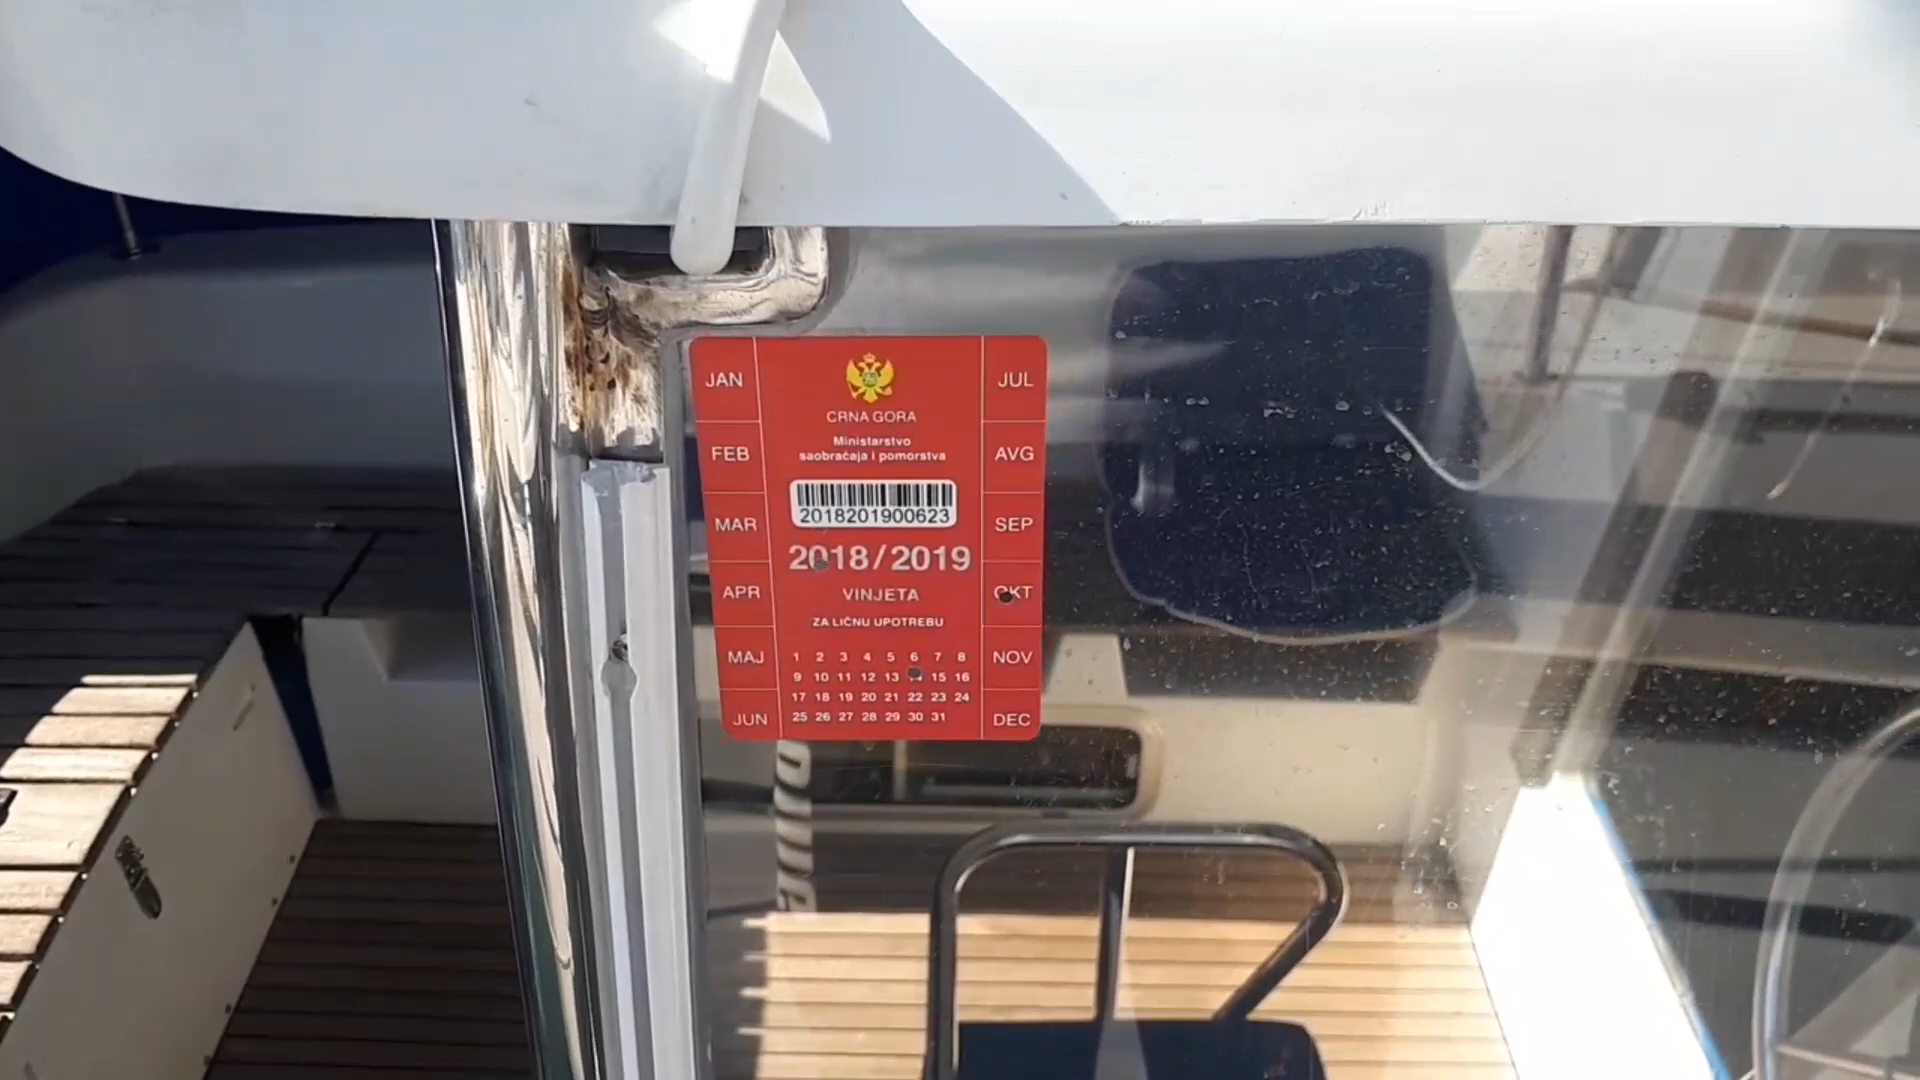 CRNA GORA
Ministarstvo
saobraćaja i pomorstva
2018201900623
2018/2019
VINJETA
ZA LIČNU UPOTREBU
JAN
FEB
MAR
APR
MAJ
JUN
1 2 3 4 5 6 7 8
9 10 11 12 13 14 15 16
17 18 19 20 21 22 23 24
25 26 27 28 29 30 31
JUL
AVG
SEP
OKT
NOV
DEC